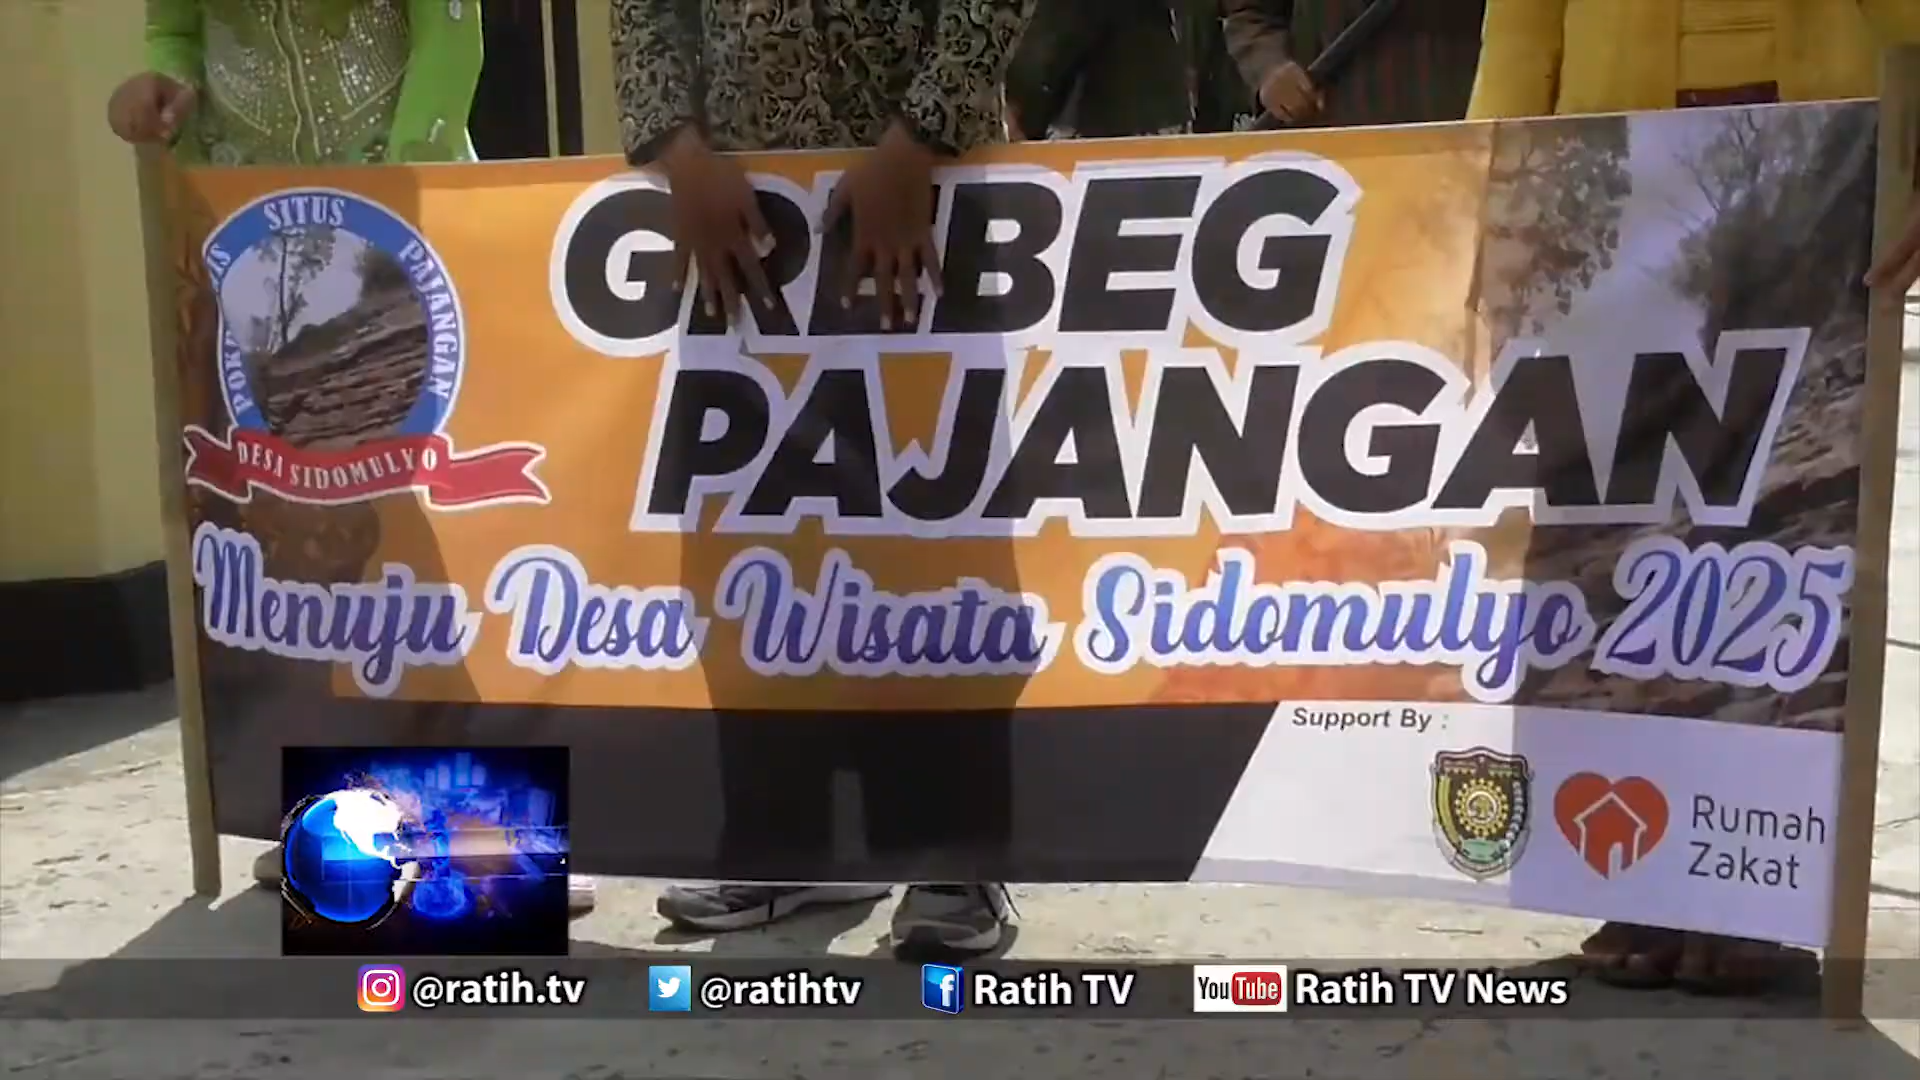 SITUS PAJANGAN
DESA SIDOMULYO
GREBEG
PAJANGAN
Menuju Desa Wisata Sidomulyo 2025
Support By :
Rumah
Zakat
@ratih.tv @ratihtv Ratih TV YouTube Ratih TV News